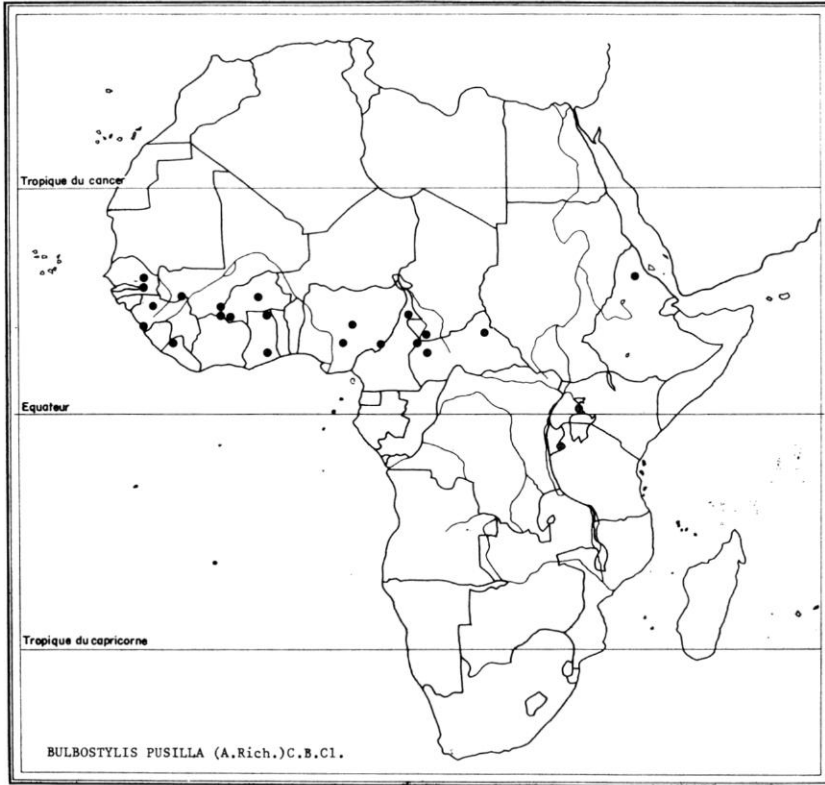 Tropique du cancer
Equateur
Tropique du capricorne
BULBOSTYLIS PUSILLA (A.Rich.)C.B.Cl.